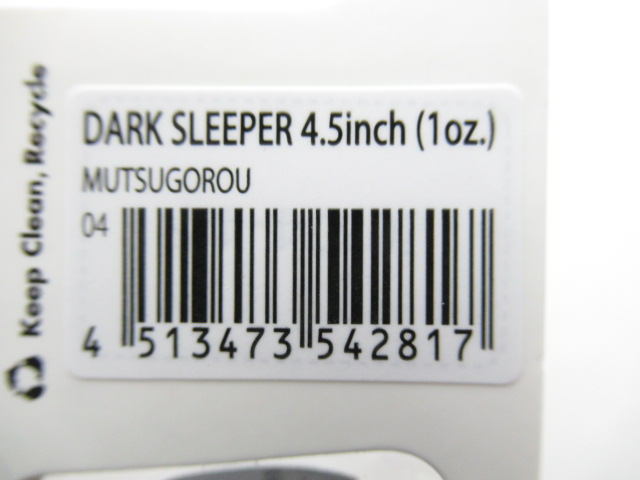 DARK SLEEPER 4.5inch (1oz.)
MUTSUGOROU
04
4 513473 542817
Keep Clean, Recycle